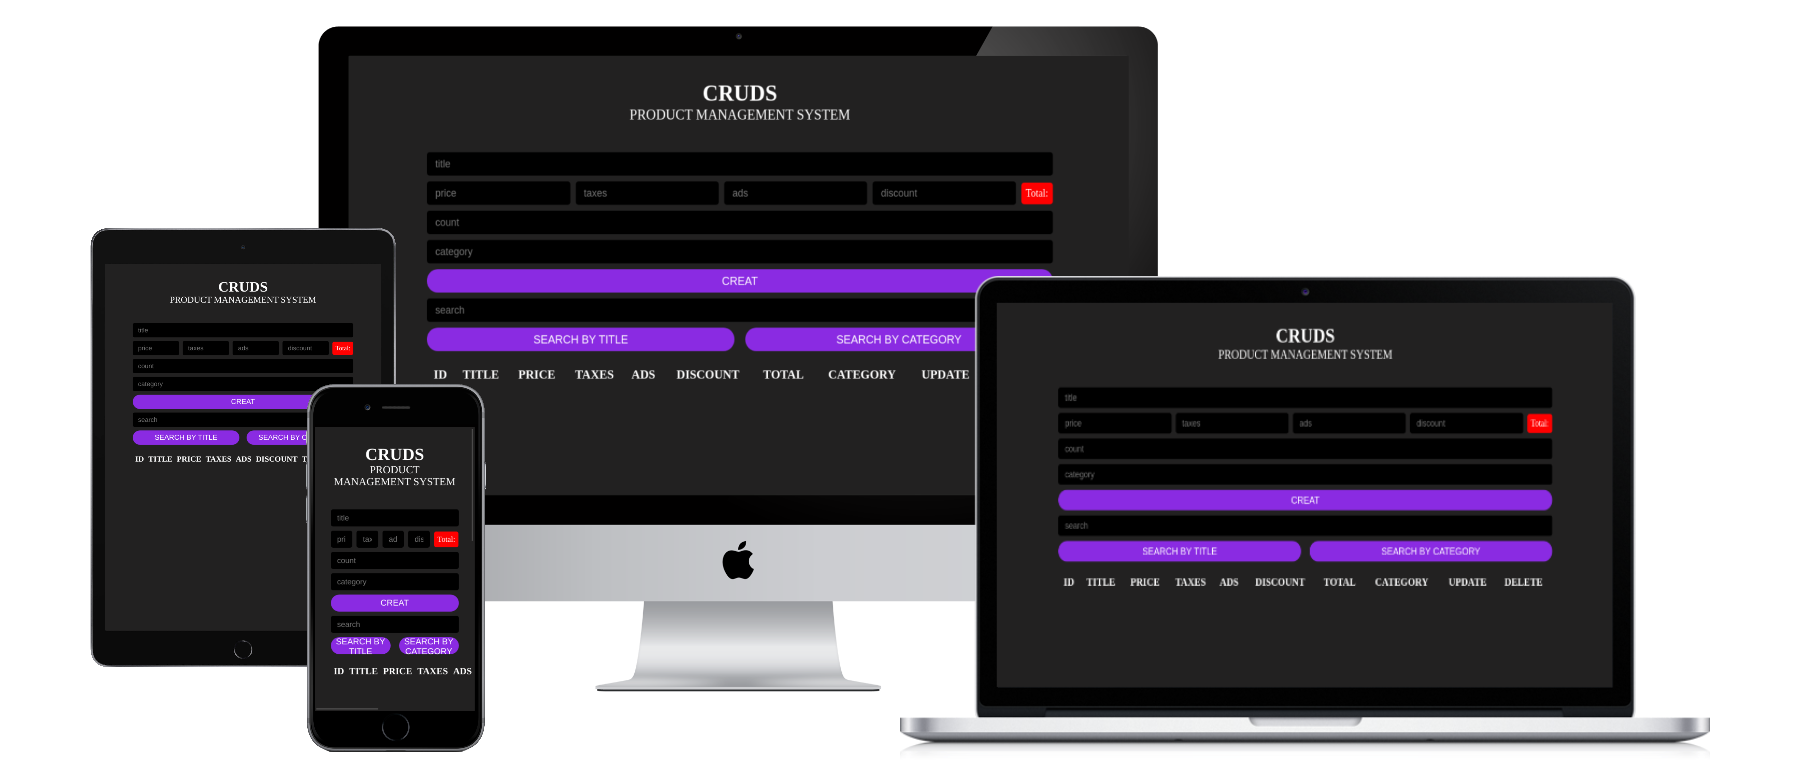 CRUDS
PRODUCT MANAGEMENT SYSTEM
title
price taxes ads discount Total:
count
category
CREAT
search
SEARCH BY TITLE SEARCH BY CATEGORY
ID TITLE PRICE TAXES ADS DISCOUNT TOTAL CATEGORY UPDATE
CRUDS
PRODUCT MANAGEMENT SYSTEM
title
price taxes ads discount Total:
count
category
CREAT
search
SEARCH BY TITLE SEARCH BY C
ID TITLE PRICE TAXES ADS DISCOUNT T
CRUDS
PRODUCT
MANAGEMENT SYSTEM
title
pri tax ad dis Total:
count
category
CREAT
search
SEARCH BY TITLE SEARCH BY CATEGORY
ID TITLE PRICE TAXES ADS
CRUDS
PRODUCT MANAGEMENT SYSTEM
title
price taxes ads discount Total:
count
category
CREAT
search
SEARCH BY TITLE SEARCH BY CATEGORY
ID TITLE PRICE TAXES ADS DISCOUNT TOTAL CATEGORY UPDATE DELETE